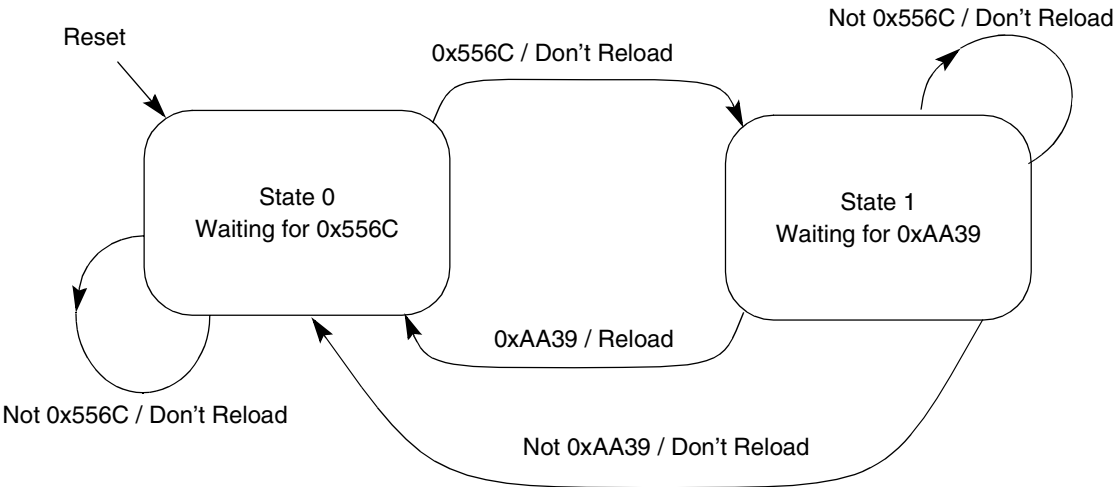 Reset
0x556C / Don't Reload
Not 0x556C / Don't Reload
State 0
Waiting for 0x556C
State 1
Waiting for 0xAA39
0xAA39 / Reload
Not 0x556C / Don't Reload
Not 0xAA39 / Don't Reload